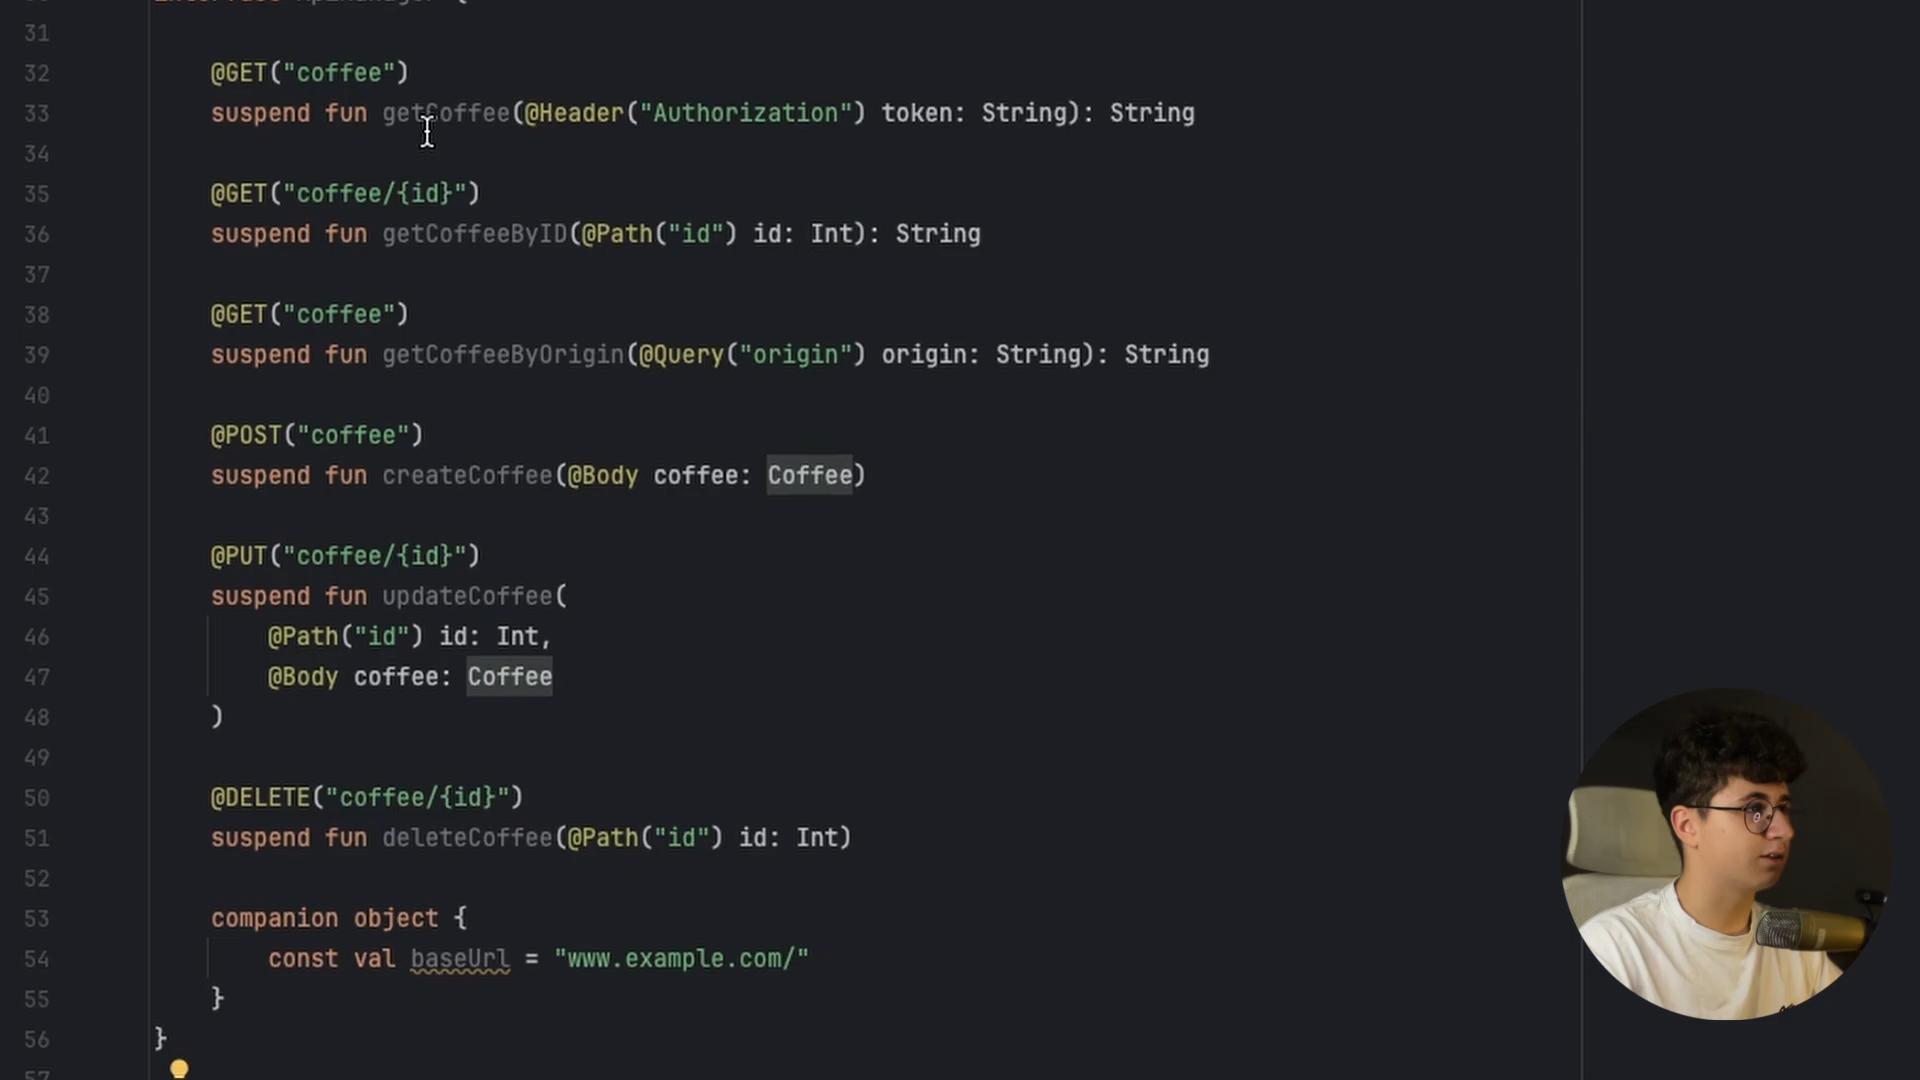 31
32 @GET("coffee")
33 suspend fun getCoffee(@Header("Authorization") token: String): String
34
35 @GET("coffee/{id}")
36 suspend fun getCoffeeByID(@Path("id") id: Int): String
37
38 @GET("coffee")
39 suspend fun getCoffeeByOrigin(@Query("origin") origin: String): String
40
41 @POST("coffee")
42 suspend fun createCoffee(@Body coffee: Coffee)
43
44 @PUT("coffee/{id}")
45 suspend fun updateCoffee(
46 @Path("id") id: Int,
47 @Body coffee: Coffee
48 )
49
50 @DELETE("coffee/{id}")
51 suspend fun deleteCoffee(@Path("id") id: Int)
52
53 companion object {
54 const val baseUrl = "www.example.com/"
55 }
56 }
57